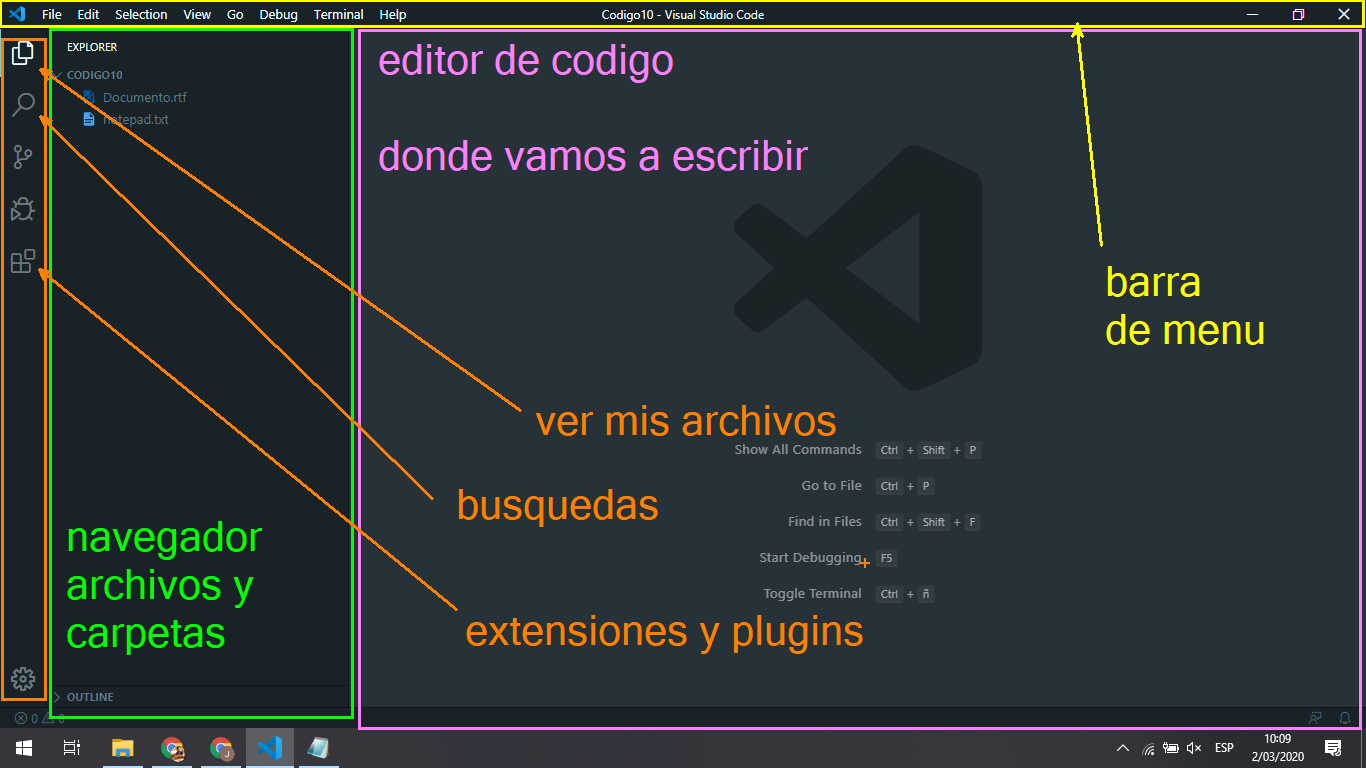 File Edit Selection View Go Debug Terminal Help
Codigo10 - Visual Studio Code
EXPLORER
CODIGO10
Documento.rtf
notepad.txt
editor de codigo
donde vamos a escribir
barra
de menu
ver mis archivos
busquedas
extensiones y plugins
navegador
archivos y
carpetas
Show All Commands Ctrl + Shift + P
Go to File Ctrl + P
Find in Files Ctrl + Shift + F
Start Debugging F5
Toggle Terminal Ctrl + ñ
OUTLINE
0 0
J
ESP
10:09
2/03/2020